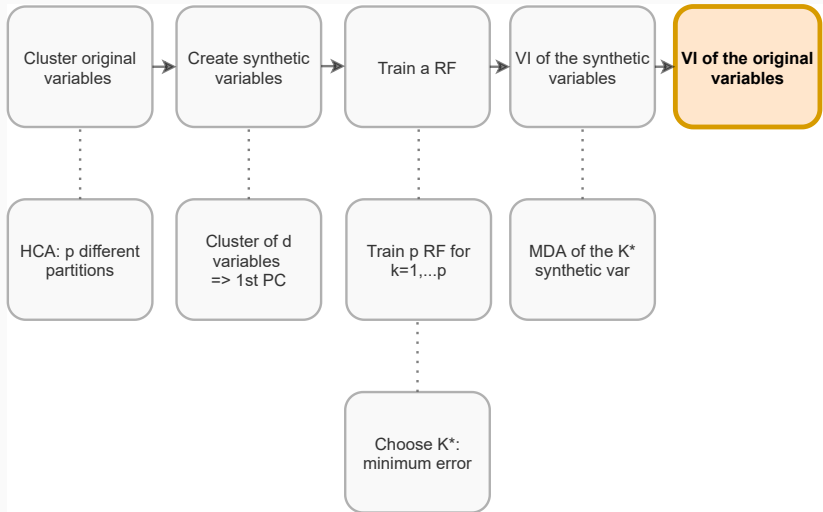 Cluster original
variables
Create synthetic
variables
Train a RF
VI of the synthetic
variables
VI of the original
variables
HCA: p different
partitions
Cluster of d
variables
=> 1st PC
Train p RF for
k=1,...p
MDA of the K*
synthetic var
Choose K*:
minimum error